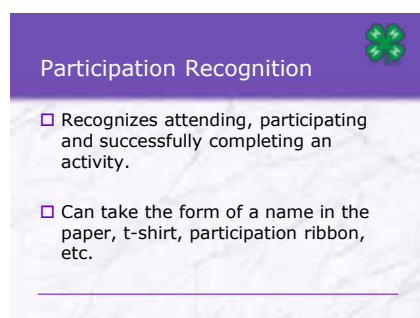 Participation Recognition
Recognizes attending, participating
and successfully completing an
activity.
Can take the form of a name in the
paper, t-shirt, participation ribbon,
etc.